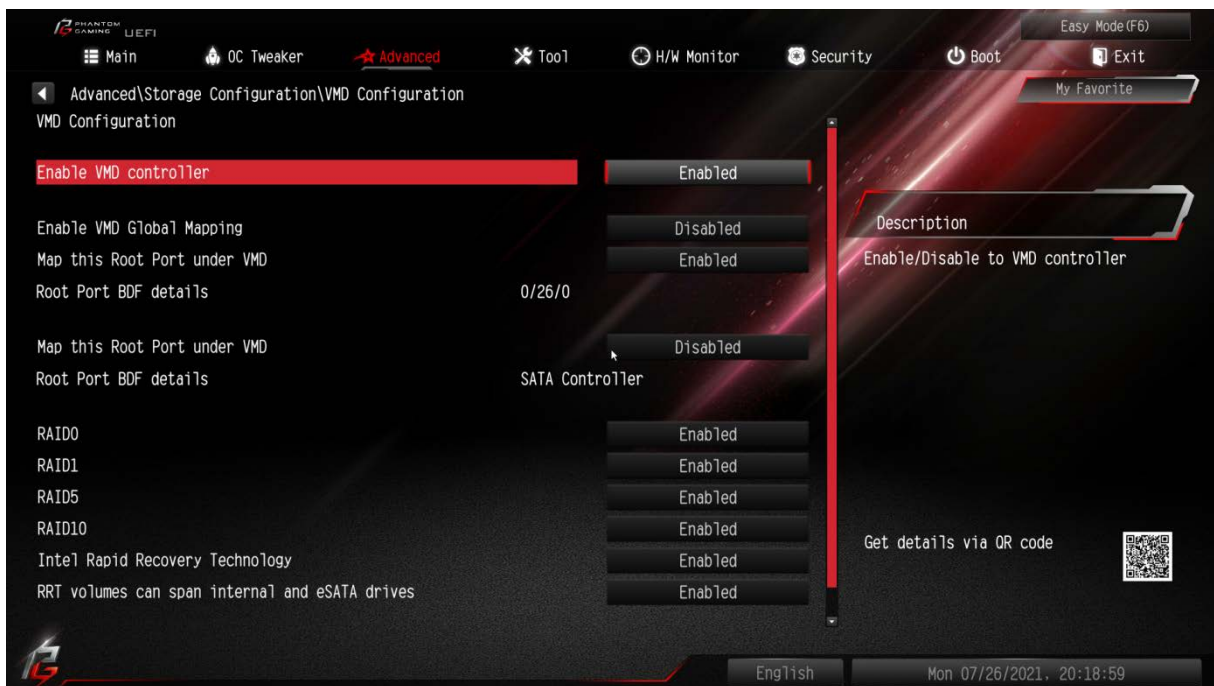 PHANTOM
GAMING UEFI
Easy Mode(F6)
Main OC Tweaker Advanced Tool H/W Monitor Security Boot Exit
My Favorite
Advanced\Storage Configuration\VMD Configuration
VMD Configuration
Enable VMD controller Enabled
Enable VMD Global Mapping Disabled
Map this Root Port under VMD Enabled
Root Port BDF details 0/26/0
Map this Root Port under VMD Disabled
Root Port BDF details SATA Controller
RAID0 Enabled
RAID1 Enabled
RAID5 Enabled
RAID10 Enabled
Intel Rapid Recovery Technology Enabled
RRT volumes can span internal and eSATA drives Enabled
Description
Enable/Disable to VMD controller
Get details via QR code
English
Mon 07/26/2021, 20:18:59